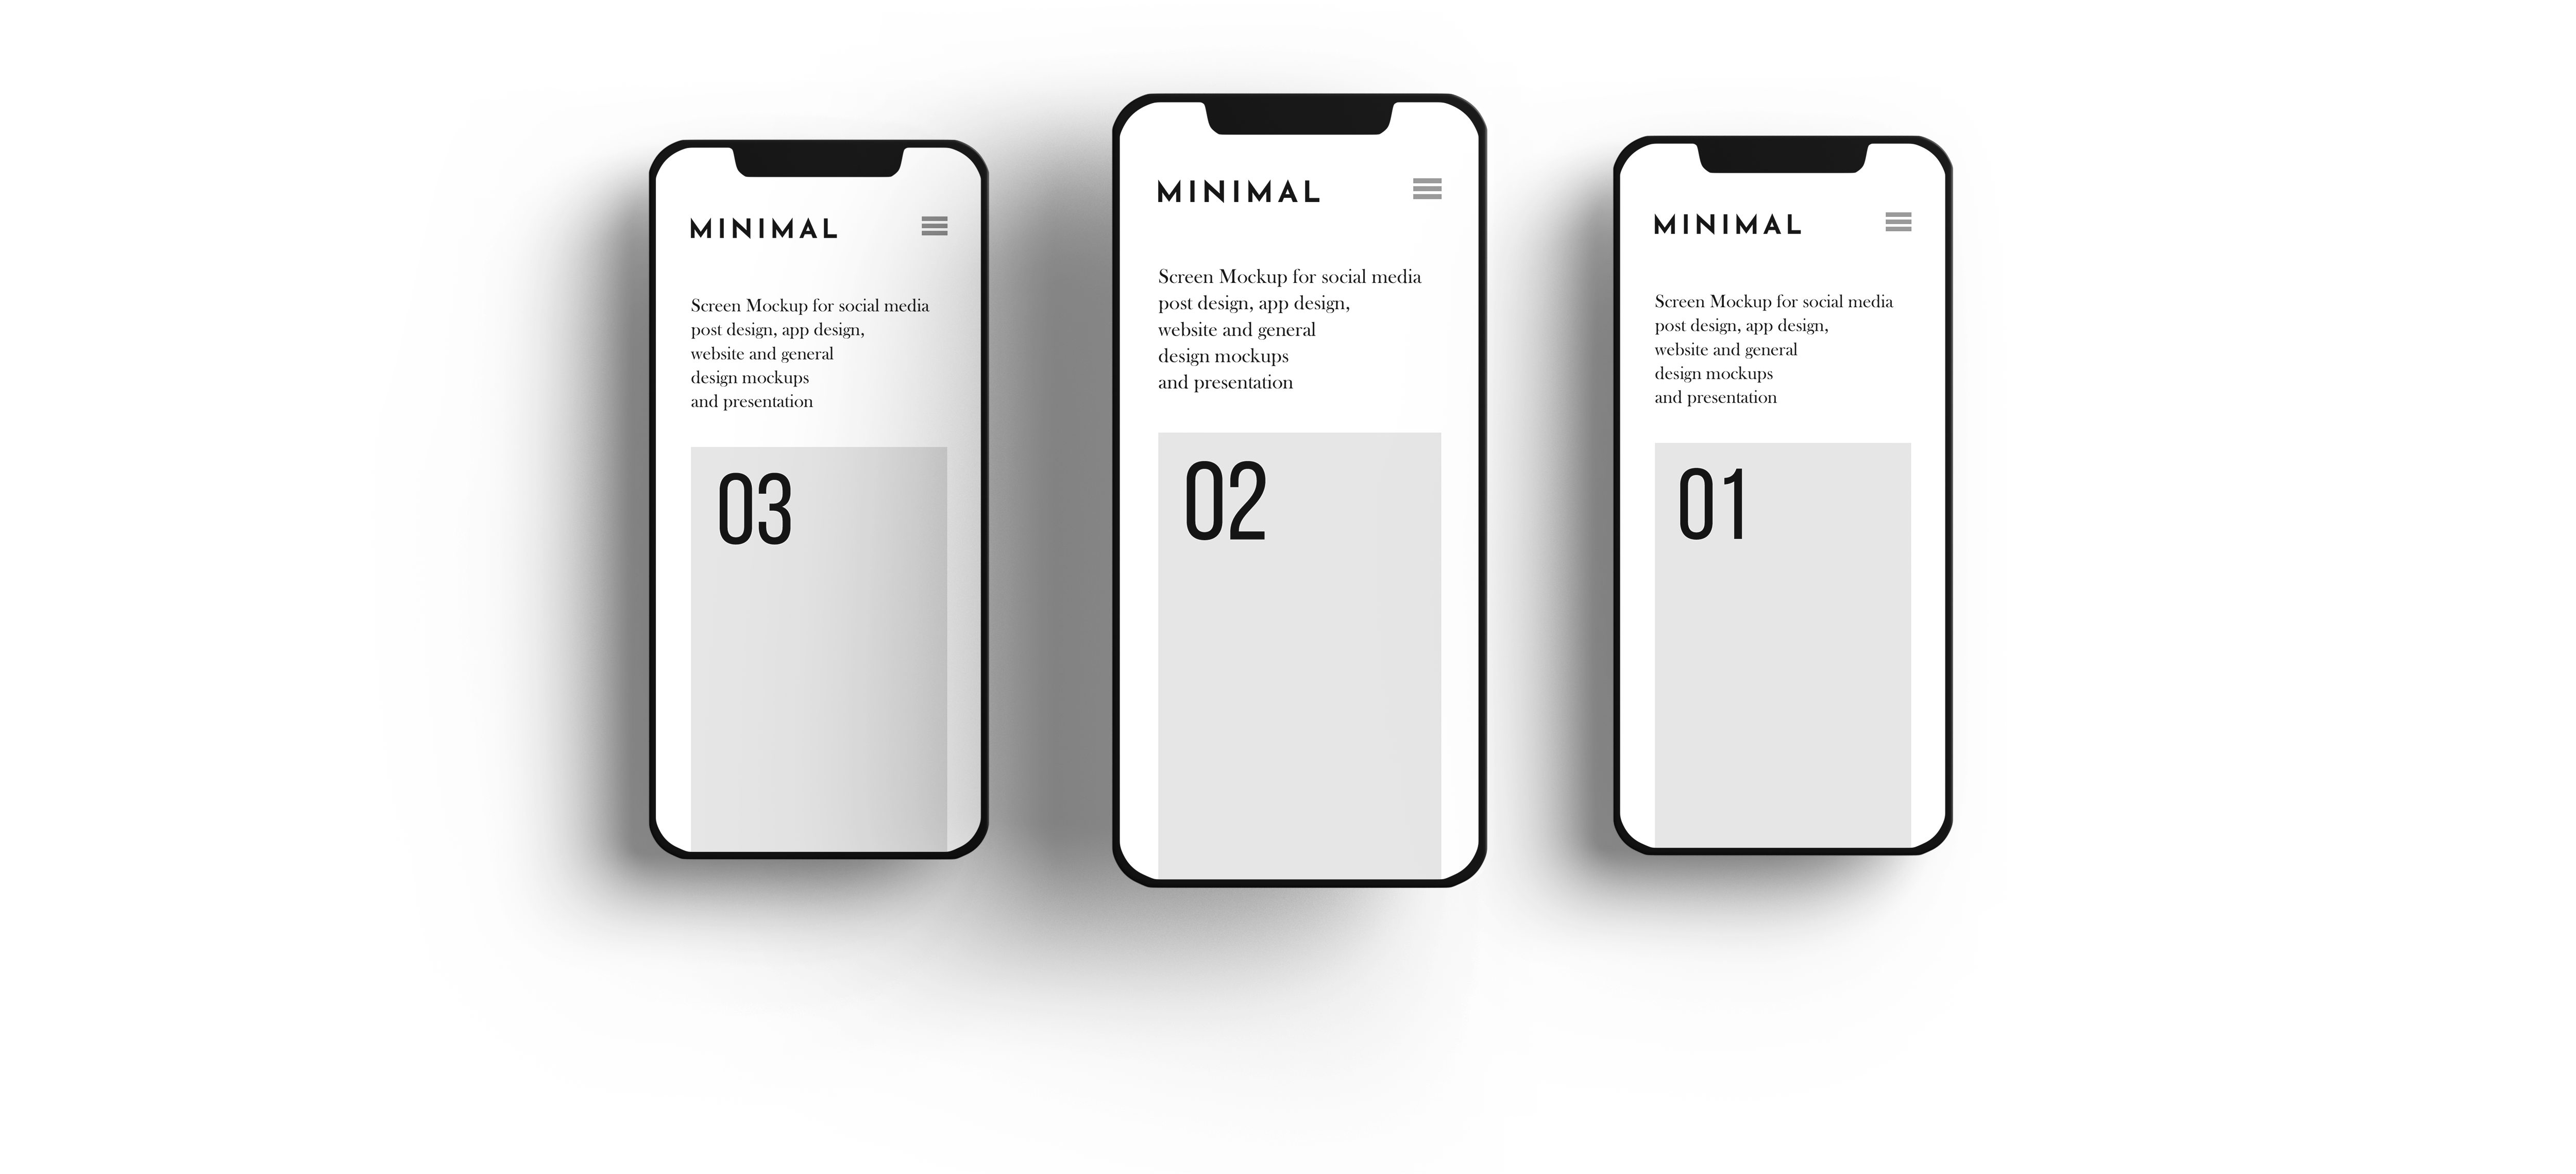 MINIMAL
Screen Mockup for social media
post design, app design,
website and general
design mockups
and presentation
03
MINIMAL
Screen Mockup for social media
post design, app design,
website and general
design mockups
and presentation
02
MINIMAL
Screen Mockup for social media
post design, app design,
website and general
design mockups
and presentation
01